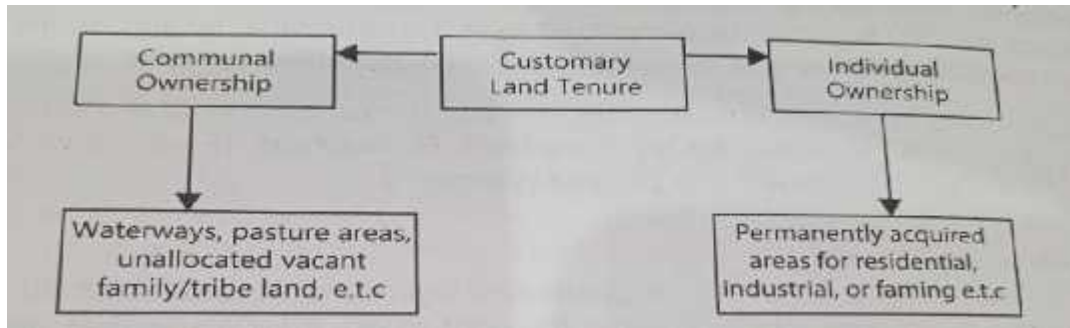 Communal
Ownership
Customary
Land Tenure
Individual
Ownership
Waterways, pasture areas,
unallocated vacant
family/tribe land, e.t.c
Permanently acquired
areas for residential,
industrial, or faming e.t.c